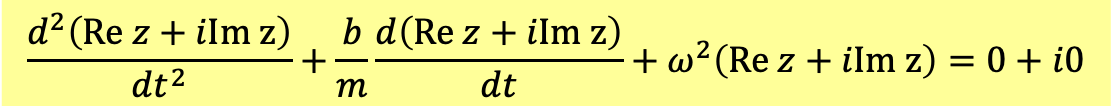 d²(Re z + iIm z)/dt² + b/m d(Re z + iIm z)/dt + ω²(Re z + iIm z) = 0 + i0